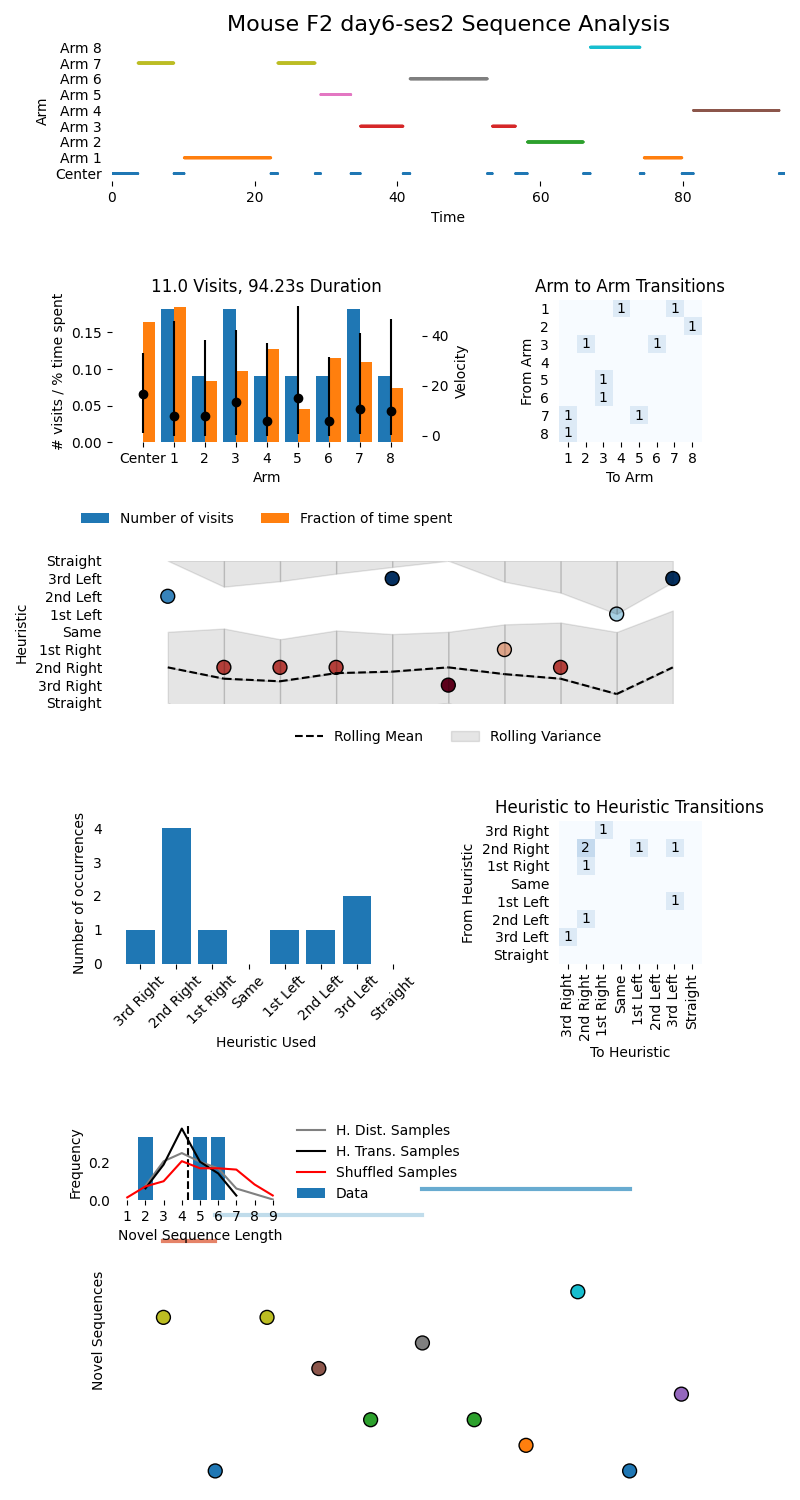 Mouse F2 day6-ses2 Sequence Analysis
Arm 8
Arm 7
Arm 6
Arm 5
Arm 4
Arm 3
Arm 2
Arm 1
Center
Arm
0 20 40 60 80
Time
11.0 Visits, 94.23s Duration
# visits / % time spent
0.15
0.10
0.05
0.00
40
20
0
Velocity
Center 1 2 3 4 5 6 7 8
Arm
Number of visits
Fraction of time spent
Arm to Arm Transitions
From Arm
1 1 1
2 1
3 1 1
4
5 1
6 1
7 1 1
8 1
1 2 3 4 5 6 7 8
To Arm
Heuristic
Straight
3rd Left
2nd Left
1st Left
Same
1st Right
2nd Right
3rd Right
Straight
Rolling Mean
Rolling Variance
Number of occurrences
4
3
2
1
0
3rd Right
2nd Right
1st Right
Same
1st Left
2nd Left
3rd Left
Straight
Heuristic Used
Heuristic to Heuristic Transitions
From Heuristic
3rd Right 1
2nd Right 2 1 1
1st Right 1
Same
1st Left 1
2nd Left 1
3rd Left 1
Straight
3rd Right
2nd Right
1st Right
Same
1st Left
2nd Left
3rd Left
Straight
To Heuristic
Frequency
0.2
0.0
1 2 3 4 5 6 7 8 9
Novel Sequence Length
H. Dist. Samples
H. Trans. Samples
Shuffled Samples
Data
Novel Sequences